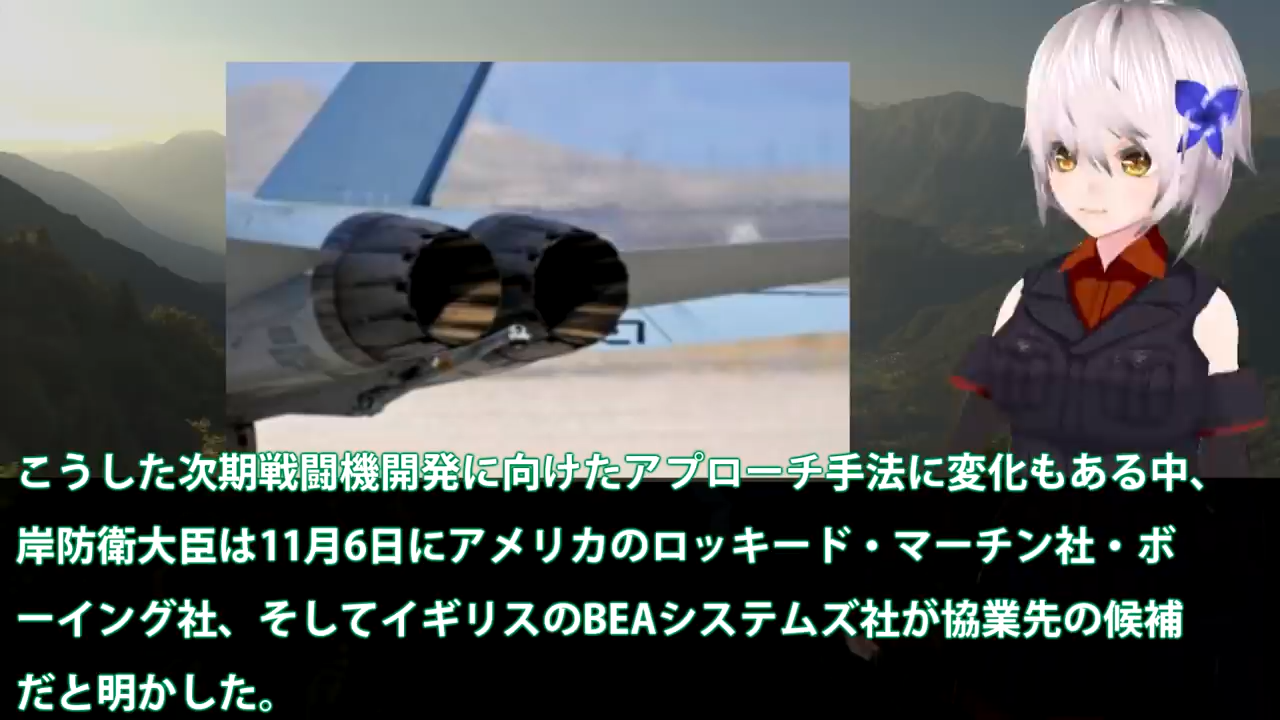 こうした次期戦闘機開発に向けたアプローチ手法に変化もある中、
岸防衛大臣は11月6日にアメリカのロッキード・マーチン社・ボ
ーイング社、そしてイギリスのBEAシステムズ社が協業先の候補
だと明かした。